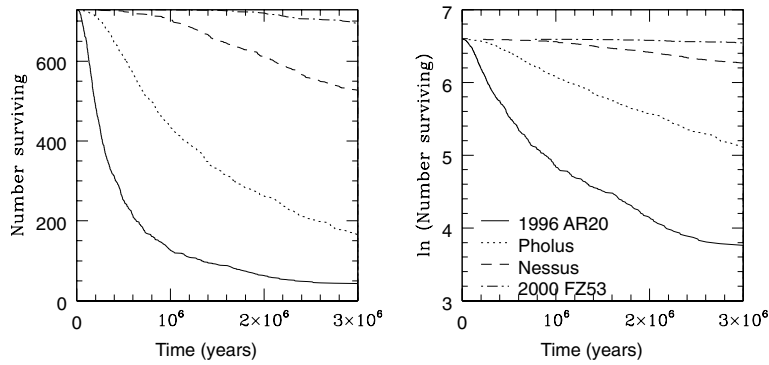 Number surviving
600
400
200
0
0
10⁶
2×10⁶
3×10⁶
Time (years)
ln (Number surviving)
7
6
5
4
3
1996 AR20
Pholus
Nessus
2000 FZ53
0
10⁶
2×10⁶
3×10⁶
Time (years)